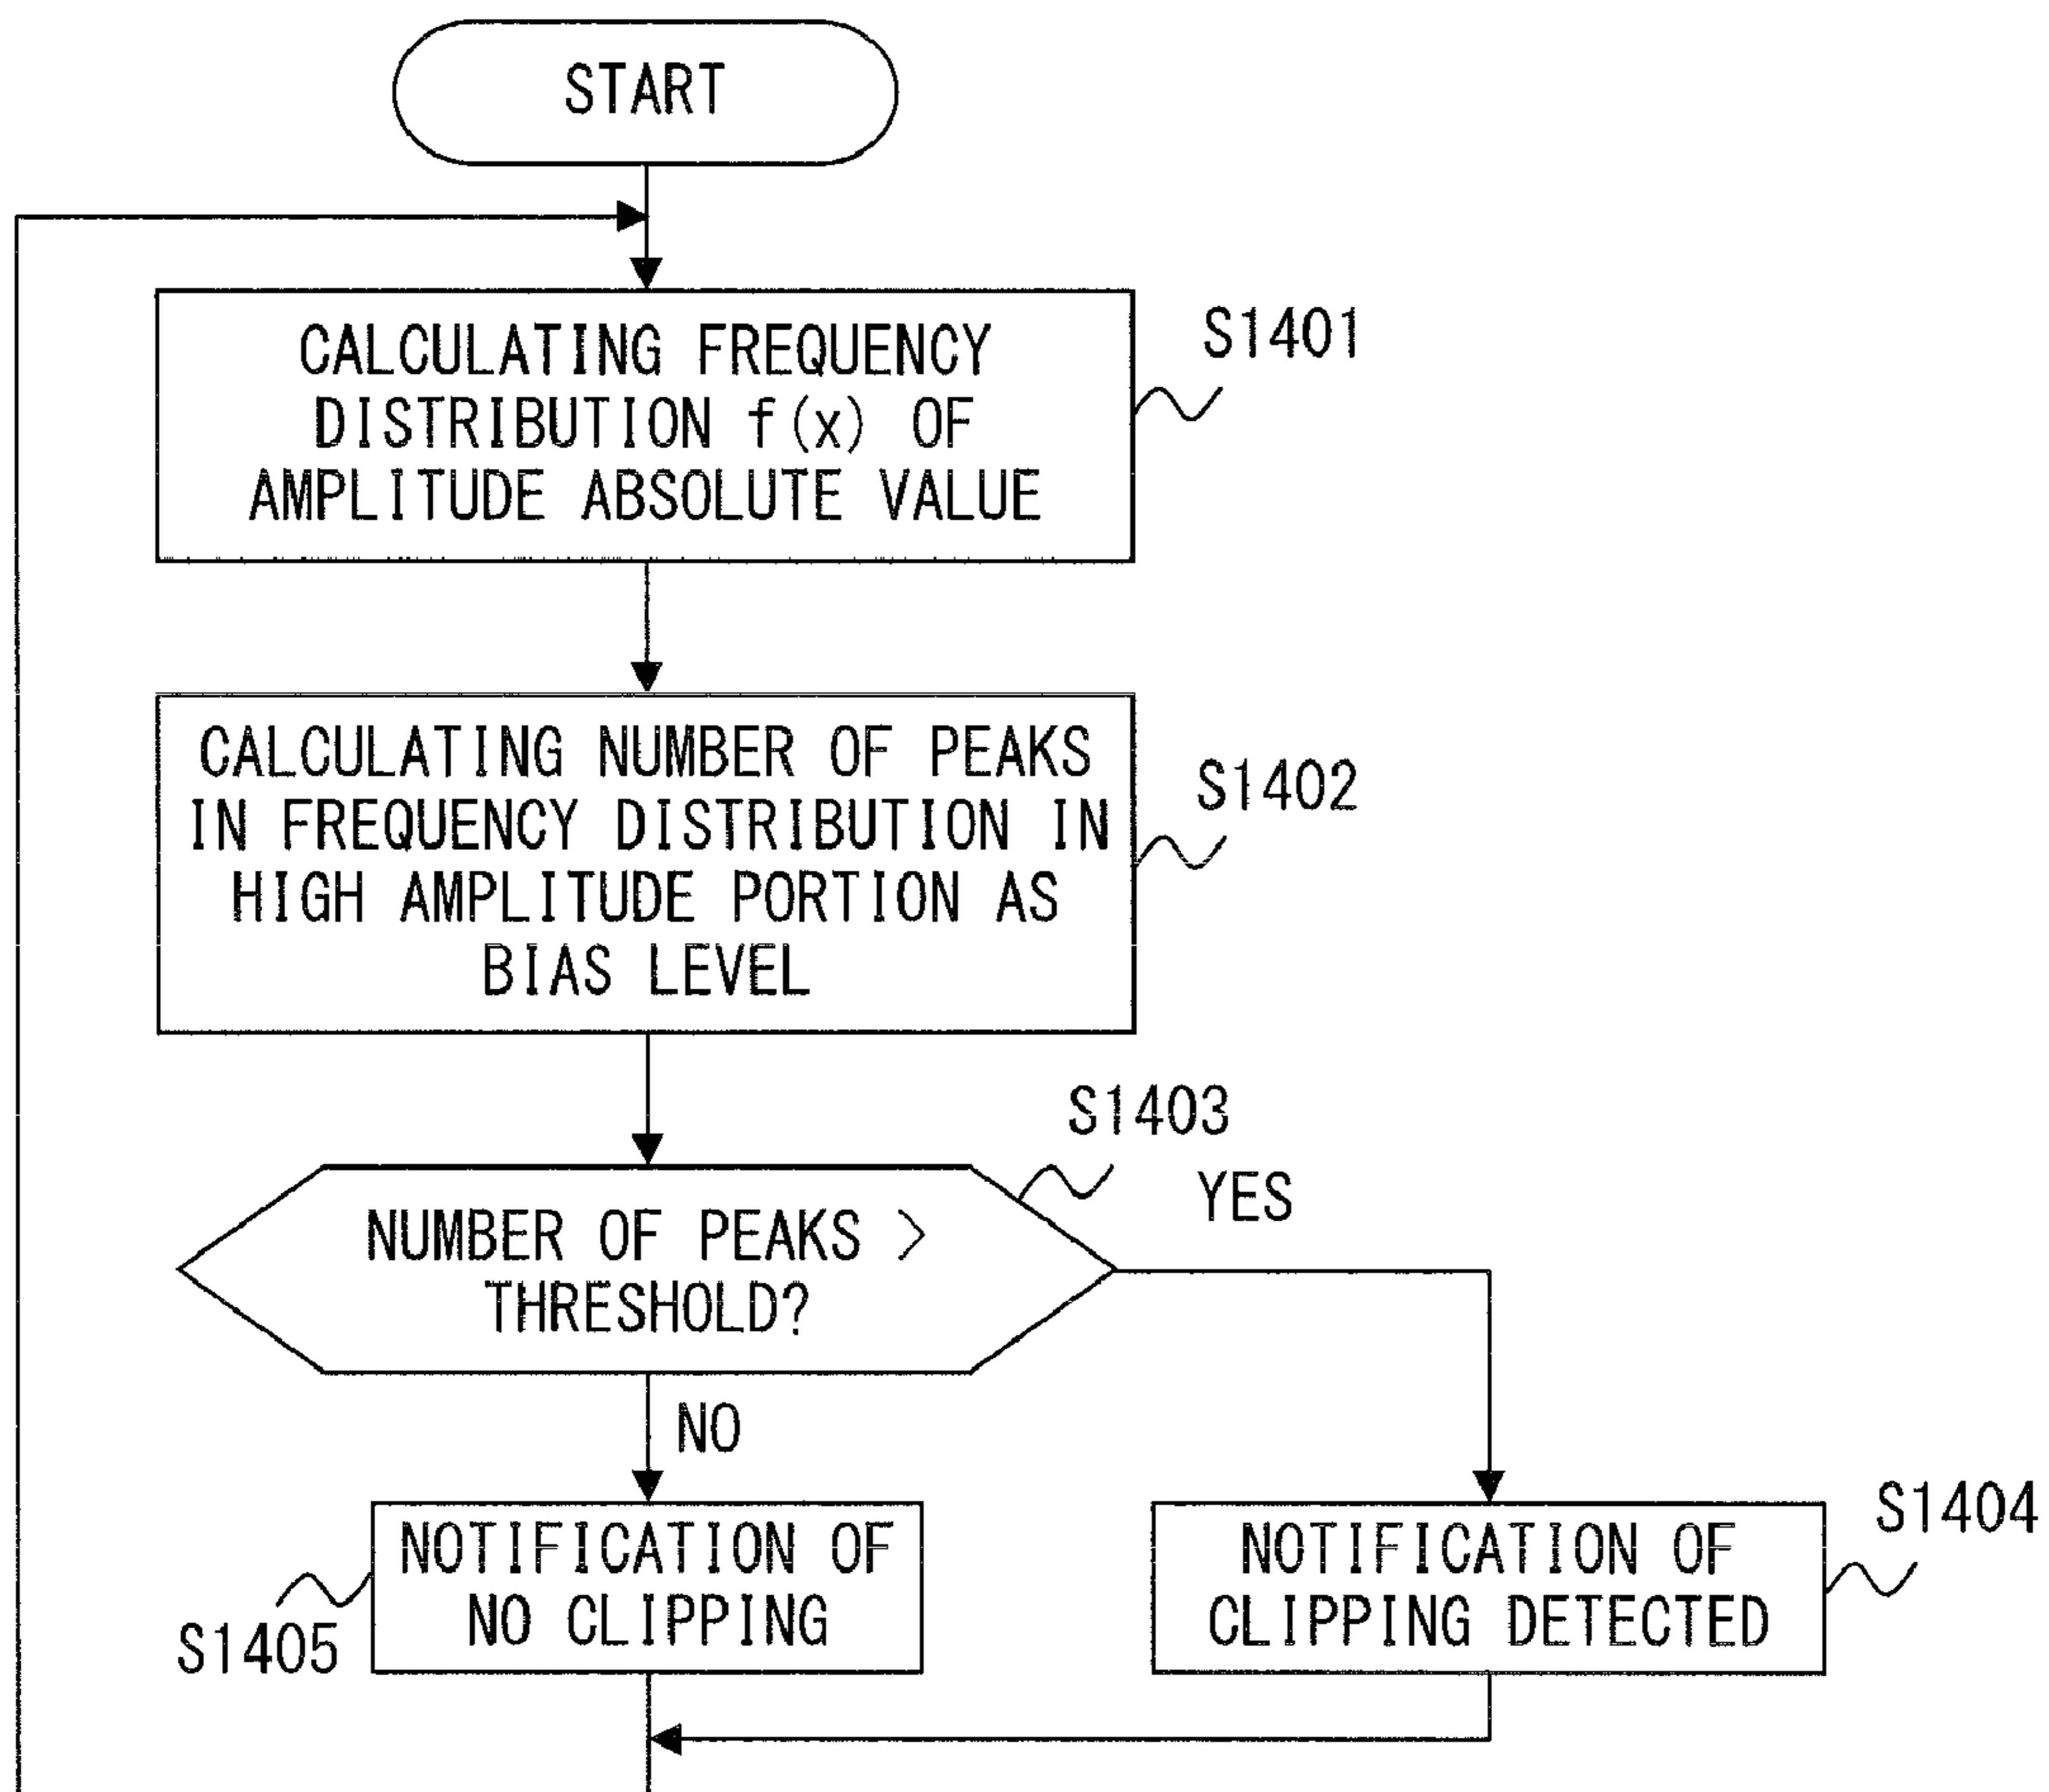 START
CALCULATING FREQUENCY
DISTRIBUTION f(x) OF
AMPLITUDE ABSOLUTE VALUE
S1401
CALCULATING NUMBER OF PEAKS
IN FREQUENCY DISTRIBUTION IN
HIGH AMPLITUDE PORTION AS
BIAS LEVEL
S1402
S1403
NUMBER OF PEAKS >
THRESHOLD?
YES
NO
NOTIFICATION OF
NO CLIPPING
S1405
NOTIFICATION OF
CLIPPING DETECTED
S1404